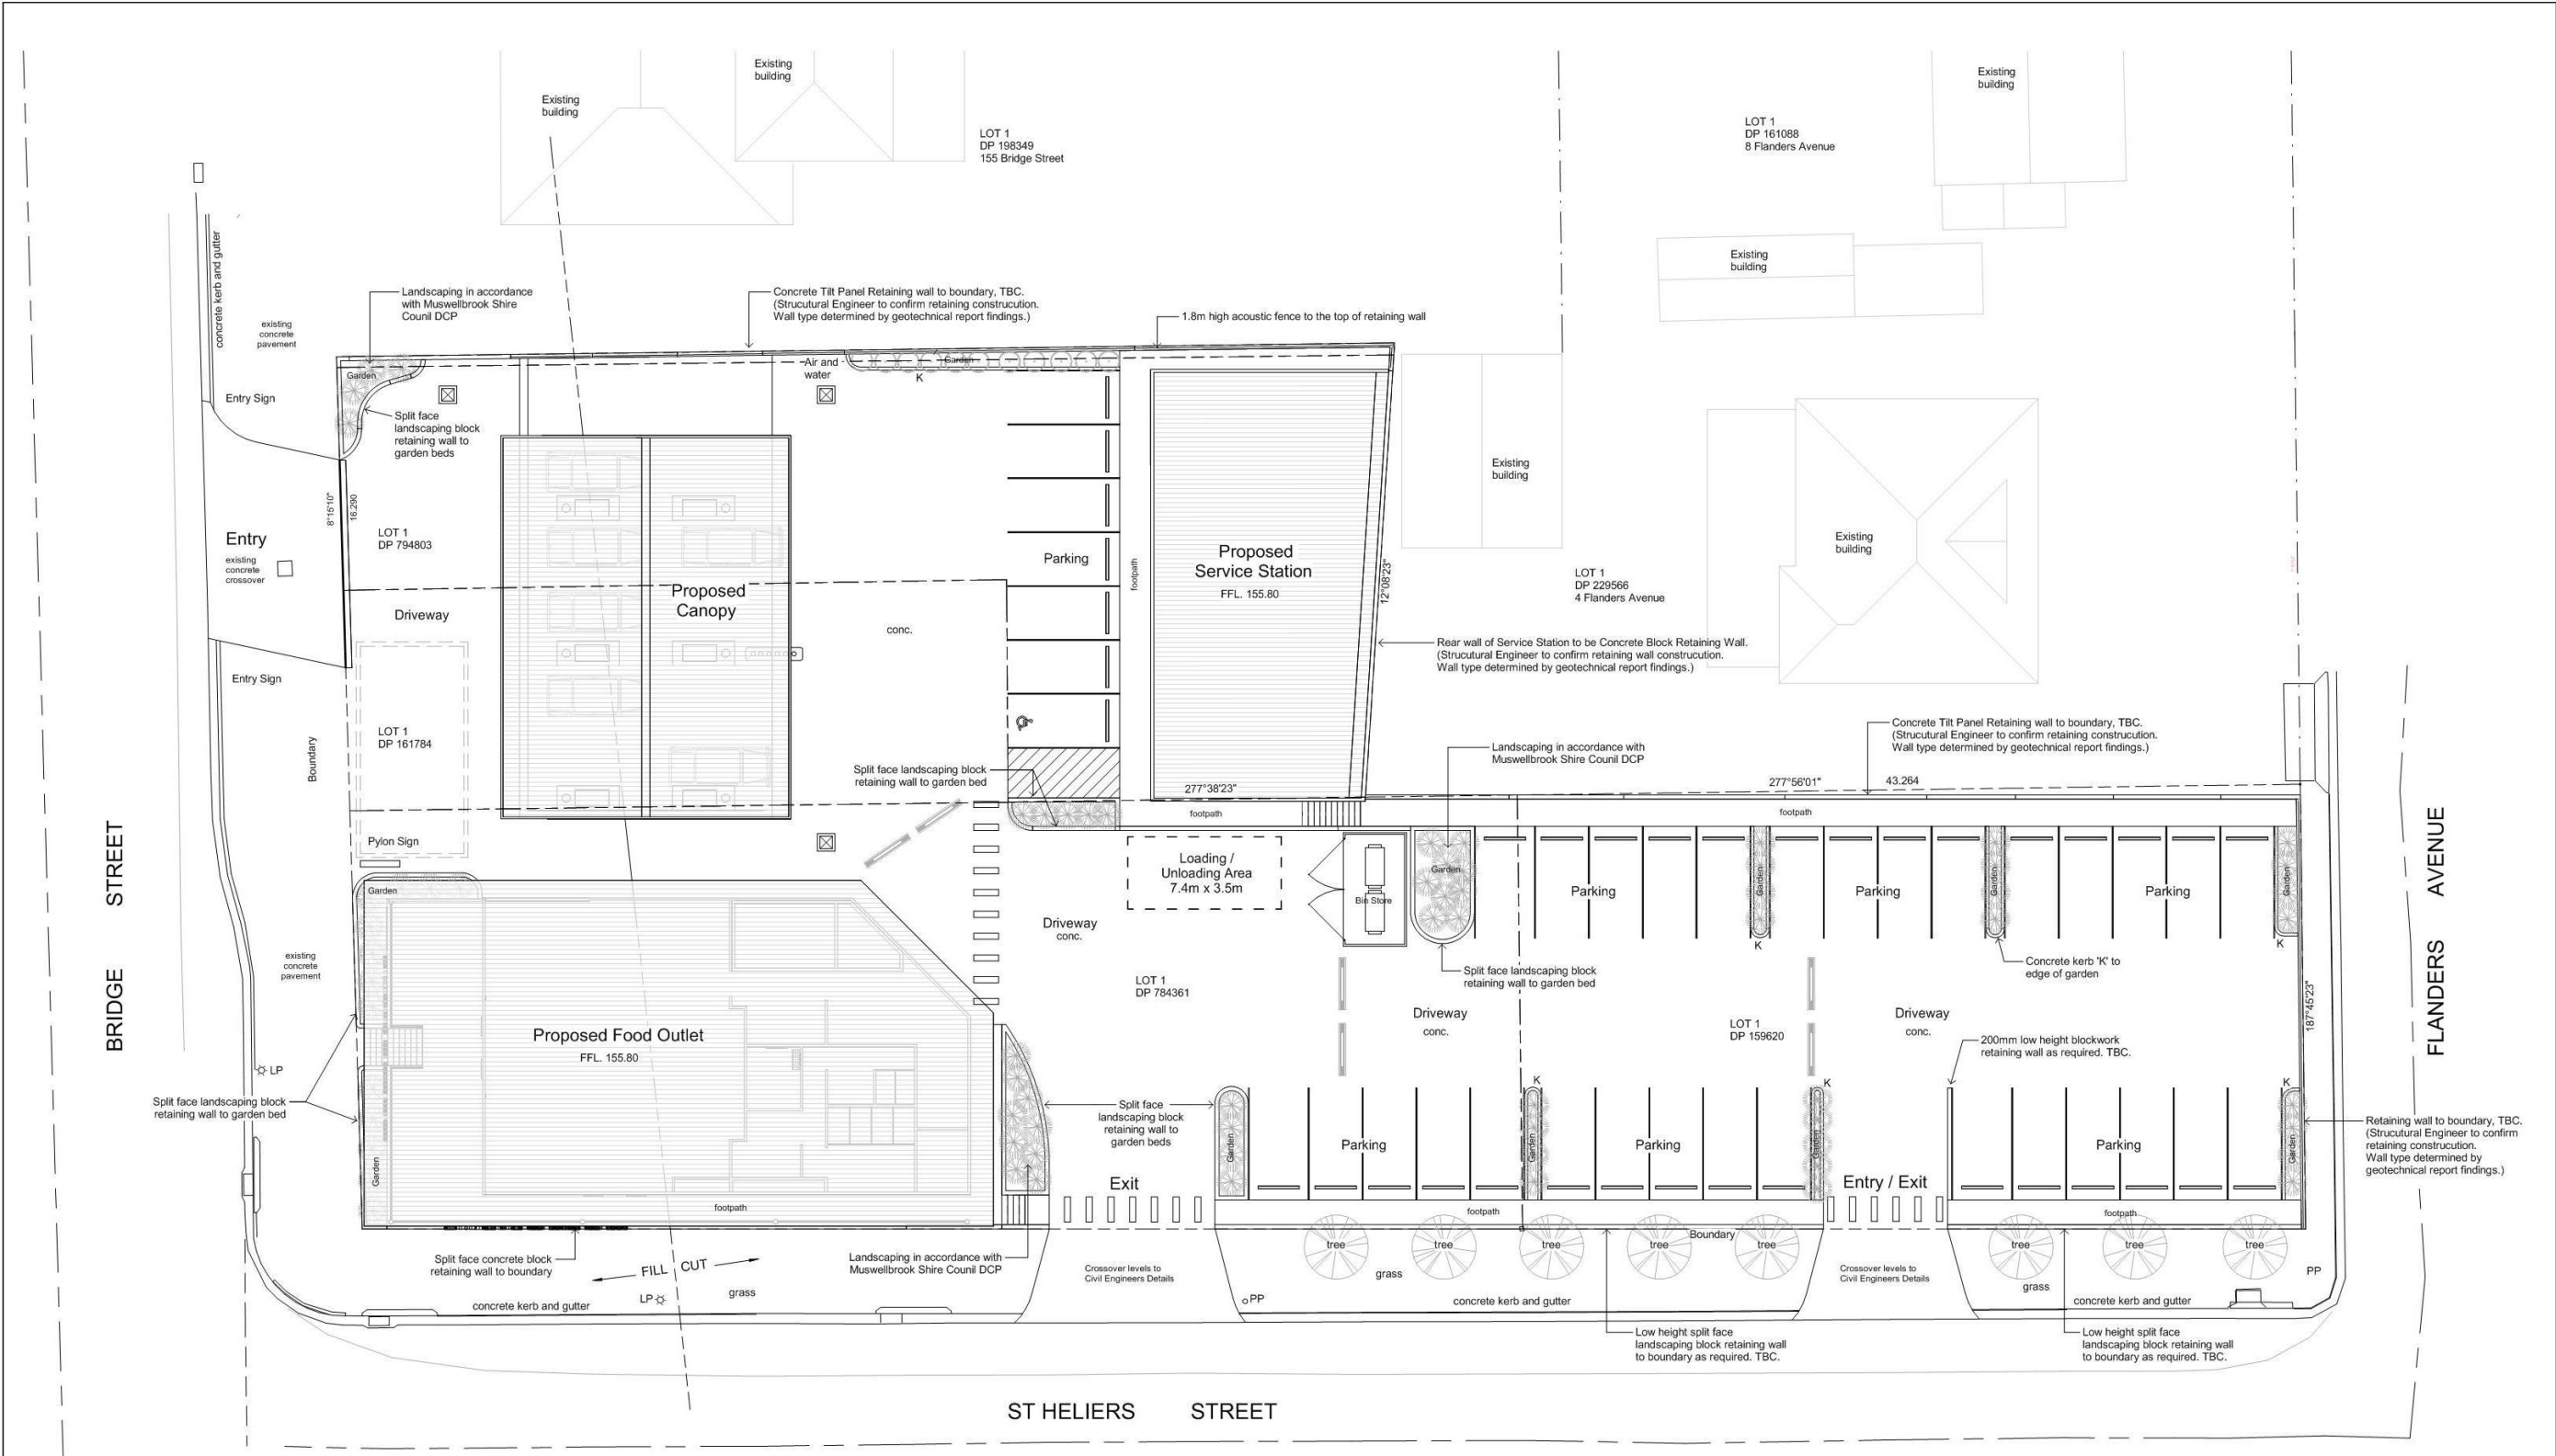 Existing
building
Existing
building
LOT 1
DP 198349
155 Bridge Street
Existing
building
LOT 1
DP 161088
8 Flanders Avenue
Existing
building
concrete kerb and gutter
existing
concrete
pavement
Landscaping in accordance
with Muswellbrook Shire
Counil DCP
Concrete Tilt Panel Retaining wall to boundary, TBC.
(Strucutural Engineer to confirm retaining construcution.
Wall type determined by geotechnical report findings.)
1.8m high acoustic fence to the top of retaining wall
Garden
Air and
water
Garden
K
Entry Sign
Split face
landscaping block
retaining wall to
garden beds
8°15'10"
16.290
LOT 1
DP 794803
Entry
existing
concrete
crossover
Driveway
Entry Sign
Boundary
LOT 1
DP 161784
Pylon Sign
Proposed
Canopy
conc.
Parking
footpath
Proposed
Service Station
FFL. 155.80
12°08'23"
Existing
building
Existing
building
LOT 1
DP 229566
4 Flanders Avenue
Rear wall of Service Station to be Concrete Block Retaining Wall.
(Strucutural Engineer to confirm retaining wall construcution.
Wall type determined by geotechnical report findings.)
Concrete Tilt Panel Retaining wall to boundary, TBC.
(Strucutural Engineer to confirm retaining construcution.
Wall type determined by geotechnical report findings.)
Landscaping in accordance with
Muswellbrook Shire Counil DCP
Split face landscaping block
retaining wall to garden bed
277°38'23"
277°56'01"
43.264
footpath
footpath
Loading /
Unloading Area
7.4m x 3.5m
Bin Store
Garden
Parking
Garden
Parking
Garden
Parking
Garden
K
K
Concrete kerb 'K' to
edge of garden
Split face landscaping block
retaining wall to garden bed
Driveway
conc.
LOT 1
DP 784361
Driveway
conc.
LOT 1
DP 159620
Driveway
conc.
187°45'23"
200mm low height blockwork
retaining wall as required. TBC.
BRIDGE STREET
FLANDERS AVENUE
Garden
existing
concrete
pavement
Proposed Food Outlet
FFL. 155.80
LP
Split face landscaping block
retaining wall to garden bed
Garden
footpath
Split face
landscaping block
retaining wall to
garden beds
Exit
Garden
Parking
K
Garden
Parking
K
Garden
Entry / Exit
Parking
K
Garden
Retaining wall to boundary, TBC.
(Strucutural Engineer to confirm
retaining construcution.
Wall type determined by
geotechnical report findings.)
footpath
footpath
Boundary
tree
tree
tree
tree
tree
tree
tree
tree
Split face concrete block
retaining wall to boundary
FILL
CUT
Landscaping in accordance with
Muswellbrook Shire Counil DCP
Crossover levels to
Civil Engineers Details
Crossover levels to
Civil Engineers Details
grass
grass
grass
LP
PP
PP
concrete kerb and gutter
concrete kerb and gutter
concrete kerb and gutter
Low height split face
landscaping block retaining wall
to boundary as required. TBC.
Low height split face
landscaping block retaining wall
to boundary as required. TBC.
ST HELIERS STREET